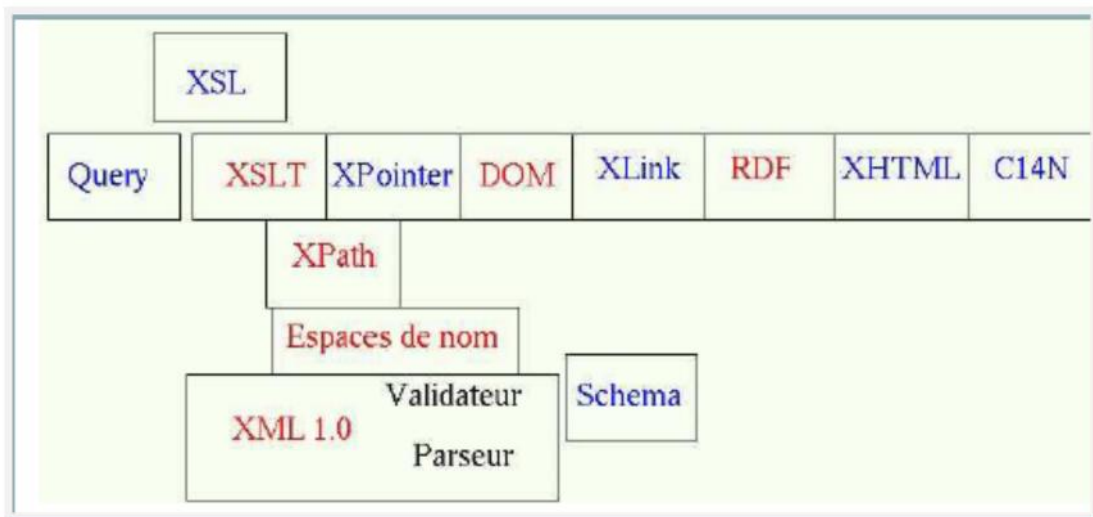 XSL
Query XSLT XPointer DOM XLink RDF XHTML C14N
XPath
Espaces de nom
Validateur
Schema
XML 1.0
Parseur